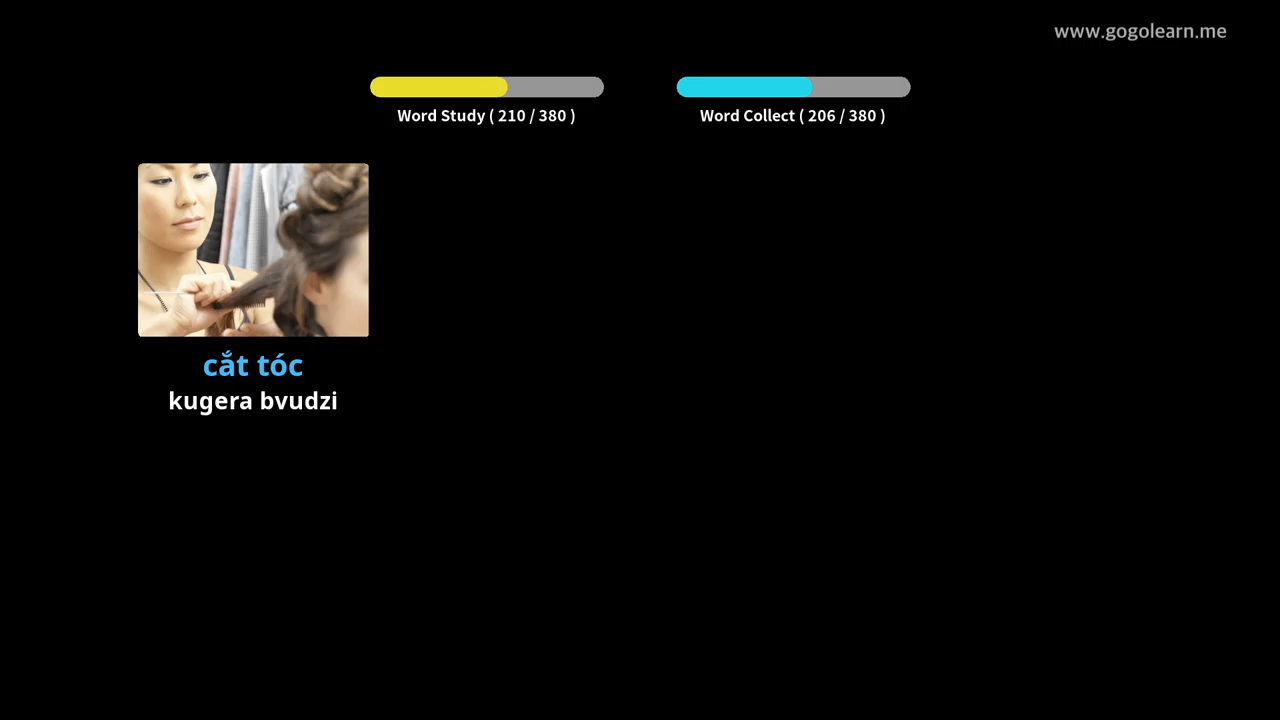 www.gogolearn.me
Word Study ( 210 / 380 )
Word Collect ( 206 / 380 )
cắt tóc
kugera bvudzi